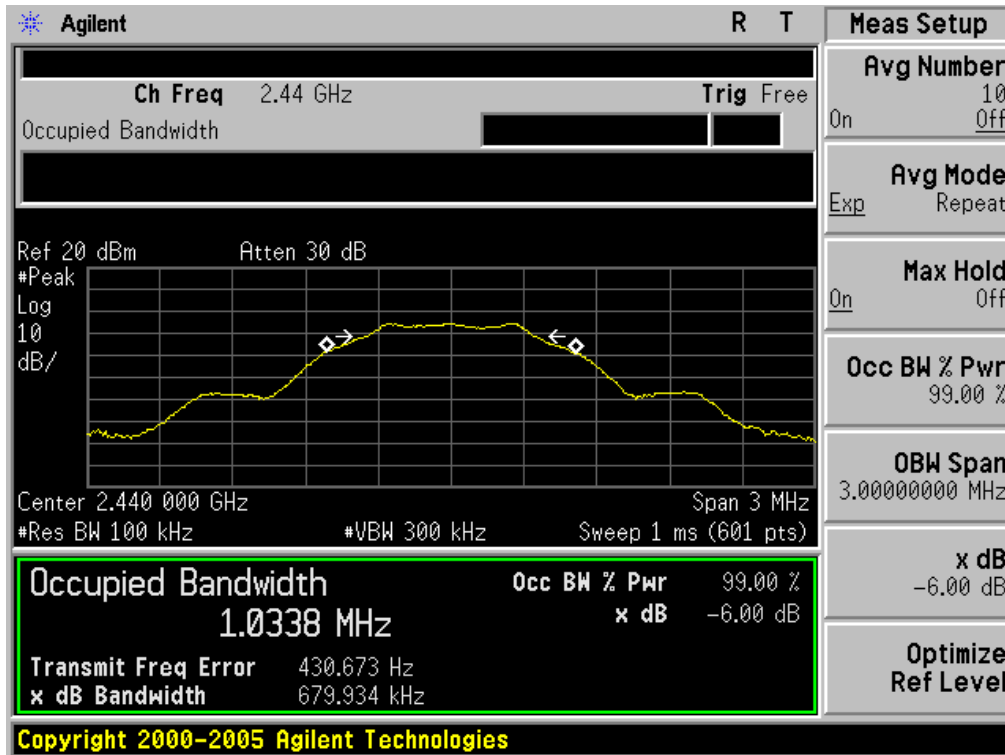 Agilent R T
Ch Freq 2.44 GHz Trig Free
Occupied Bandwidth
Ref 20 dBm Atten 30 dB
#Peak
Log
10
dB/
Center 2.440 000 GHz Span 3 MHz
#Res BW 100 kHz #VBW 300 kHz Sweep 1 ms (601 pts)
Occupied Bandwidth Occ BW % Pwr 99.00 %
1.0338 MHz x dB -6.00 dB
Transmit Freq Error 430.673 Hz
x dB Bandwidth 679.934 kHz
Copyright 2000-2005 Agilent Technologies
Meas Setup
Avg Number
10
On Off
Avg Mode
Exp Repeat
Max Hold
On Off
Occ BW % Pwr
99.00 %
OBW Span
3.00000000 MHz
x dB
-6.00 dB
Optimize
Ref Level